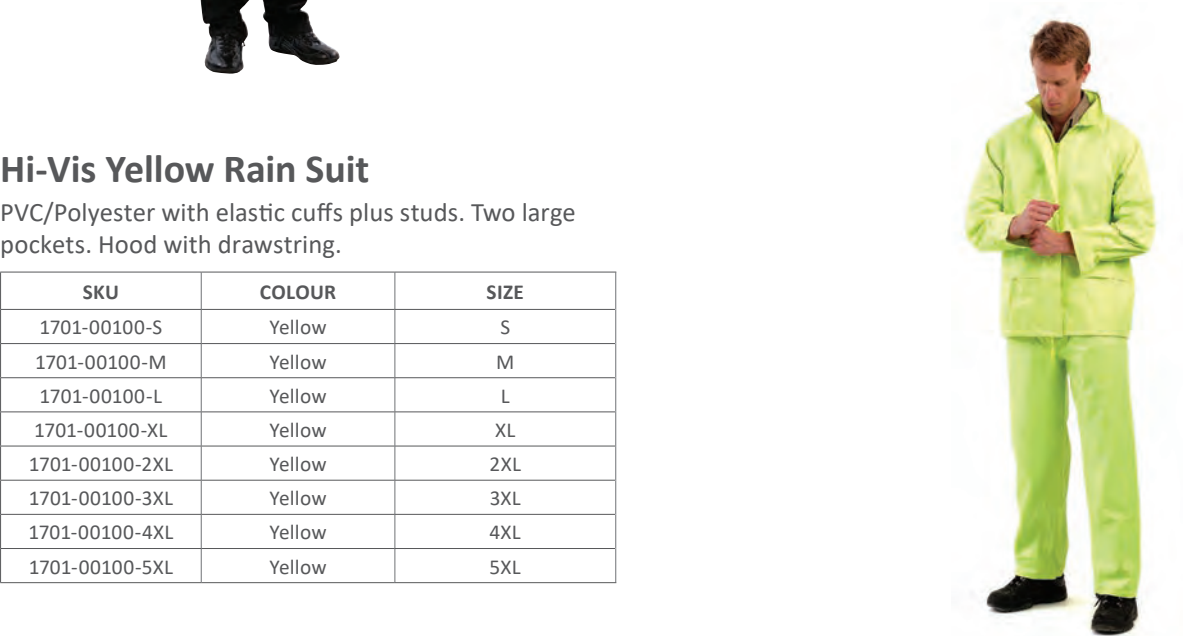 Hi-Vis Yellow Rain Suit
PVC/Polyester with elastic cuffs plus studs. Two large
pockets. Hood with drawstring.
SKU COLOUR SIZE
1701-00100-S Yellow S
1701-00100-M Yellow M
1701-00100-L Yellow L
1701-00100-XL Yellow XL
1701-00100-2XL Yellow 2XL
1701-00100-3XL Yellow 3XL
1701-00100-4XL Yellow 4XL
1701-00100-5XL Yellow 5XL